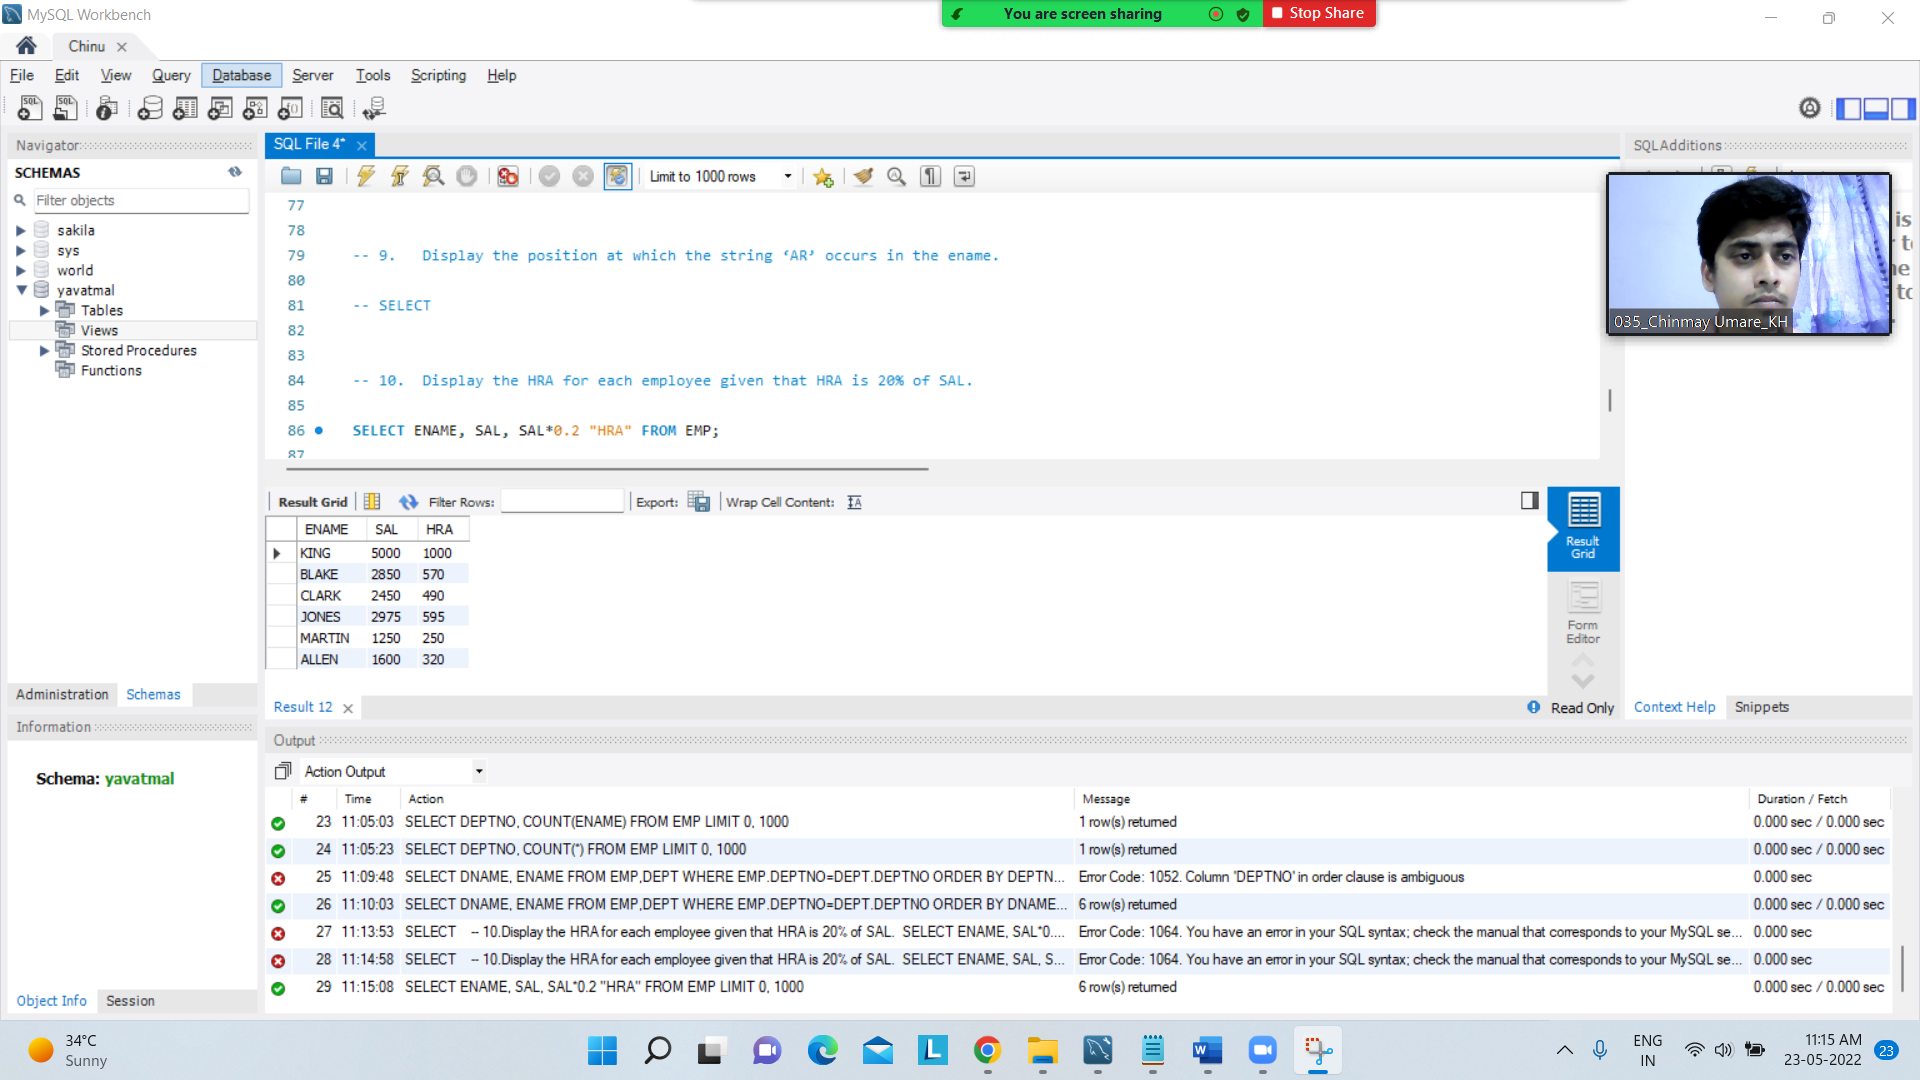 MySQL Workbench
You are screen sharing
Stop Share
Chinu
File Edit View Query Database Server Tools Scripting Help
Navigator
SCHEMAS
Filter objects
sakila
sys
world
yavatmal
Tables
Views
Stored Procedures
Functions
Administration Schemas
Information
Schema: yavatmal
Object Info Session
SQL File 4*
Limit to 1000 rows
77
78
79 -- 9. Display the position at which the string ‘AR’ occurs in the ename.
80
81 -- SELECT
82
83
84 -- 10. Display the HRA for each employee given that HRA is 20% of SAL.
85
86 SELECT ENAME, SAL, SAL*0.2 "HRA" FROM EMP;
87
Result Grid Filter Rows: Export: Wrap Cell Content:
ENAME SAL HRA
KING 5000 1000
BLAKE 2850 570
CLARK 2450 490
JONES 2975 595
MARTIN 1250 250
ALLEN 1600 320
Result Grid
Form Editor
Result 12
Read Only
SQLAdditions
is
to
ne
to
035_Chinmay Umare_KH
Context Help Snippets
Output
Action Output
# Time Action Message Duration / Fetch
23 11:05:03 SELECT DEPTNO, COUNT(ENAME) FROM EMP LIMIT 0, 1000 1 row(s) returned 0.000 sec / 0.000 sec
24 11:05:23 SELECT DEPTNO, COUNT(*) FROM EMP LIMIT 0, 1000 1 row(s) returned 0.000 sec / 0.000 sec
25 11:09:48 SELECT DNAME, ENAME FROM EMP,DEPT WHERE EMP.DEPTNO=DEPT.DEPTNO ORDER BY DEPTN... Error Code: 1052. Column 'DEPTNO' in order clause is ambiguous 0.000 sec
26 11:10:03 SELECT DNAME, ENAME FROM EMP,DEPT WHERE EMP.DEPTNO=DEPT.DEPTNO ORDER BY DNAME... 6 row(s) returned 0.000 sec / 0.000 sec
27 11:13:53 SELECT -- 10.Display the HRA for each employee given that HRA is 20% of SAL. SELECT ENAME, SAL*0.... Error Code: 1064. You have an error in your SQL syntax; check the manual that corresponds to your MySQL se... 0.000 sec
28 11:14:58 SELECT -- 10.Display the HRA for each employee given that HRA is 20% of SAL. SELECT ENAME, SAL, S... Error Code: 1064. You have an error in your SQL syntax; check the manual that corresponds to your MySQL se... 0.000 sec
29 11:15:08 SELECT ENAME, SAL, SAL*0.2 "HRA" FROM EMP LIMIT 0, 1000 6 row(s) returned 0.000 sec / 0.000 sec
34°C
Sunny
ENG
IN
11:15 AM
23-05-2022
23